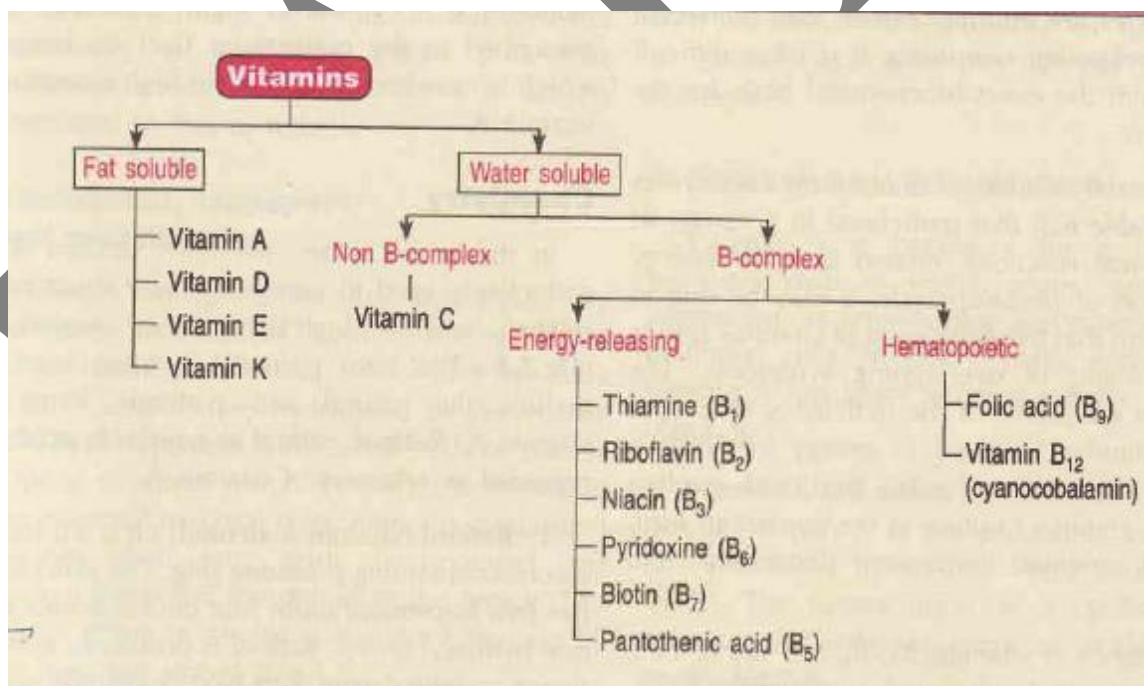 Vitamins
Fat soluble
Water soluble
Vitamin A
Vitamin D
Vitamin E
Vitamin K
Non B-complex
B-complex
Vitamin C
Energy-releasing
Hematopoietic
Thiamine (B₁)
Riboflavin (B₂)
Niacin (B₃)
Pyridoxine (B₆)
Biotin (B₇)
Pantothenic acid (B₅)
Folic acid (B₉)
Vitamin B₁₂
(cyanocobalamin)